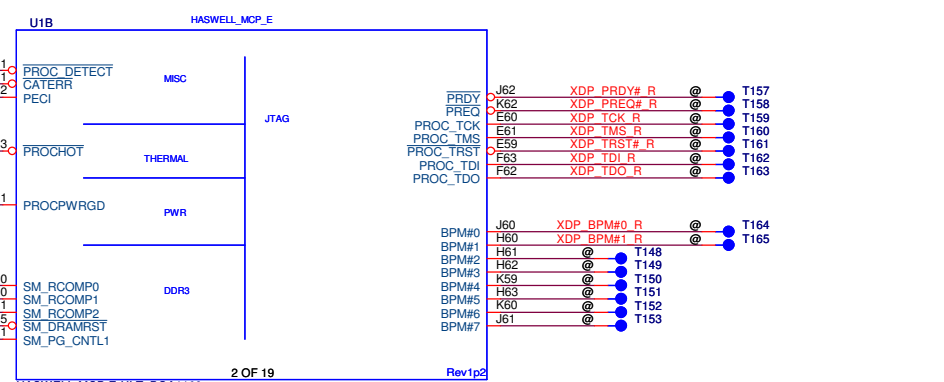 U1B HASWELL_MCP_E
1 PROC_DETECT MISC
1 CATERR
2 PECI
JTAG
PRDY J62 XDP_PRDY#_R @ T157
PREQ K62 XDP_PREQ#_R @ T158
PROC_TCK E60 XDP_TCK_R @ T159
PROC_TMS E61 XDP_TMS_R @ T160
3 PROCHOT THERMAL PROC_TRST E59 XDP_TRST#_R @ T161
PROC_TDI F63 XDP_TDI_R @ T162
PROC_TDO F62 XDP_TDO_R @ T163
1 PROCPWRGD PWR
BPM#0 J60 XDP_BPM#0_R @ T164
BPM#1 H60 XDP_BPM#1_R @ T165
BPM#2 H61 @ T148
BPM#3 H62 @ T149
0 SM_RCOMP0 DDR3 BPM#4 K59 @ T150
0 SM_RCOMP1 BPM#5 H63 @ T151
1 SM_RCOMP2 BPM#6 K60 @ T152
5 SM_DRAMRST BPM#7 J61 @ T153
1 SM_PG_CNTL1
2 OF 19 Rev1p2